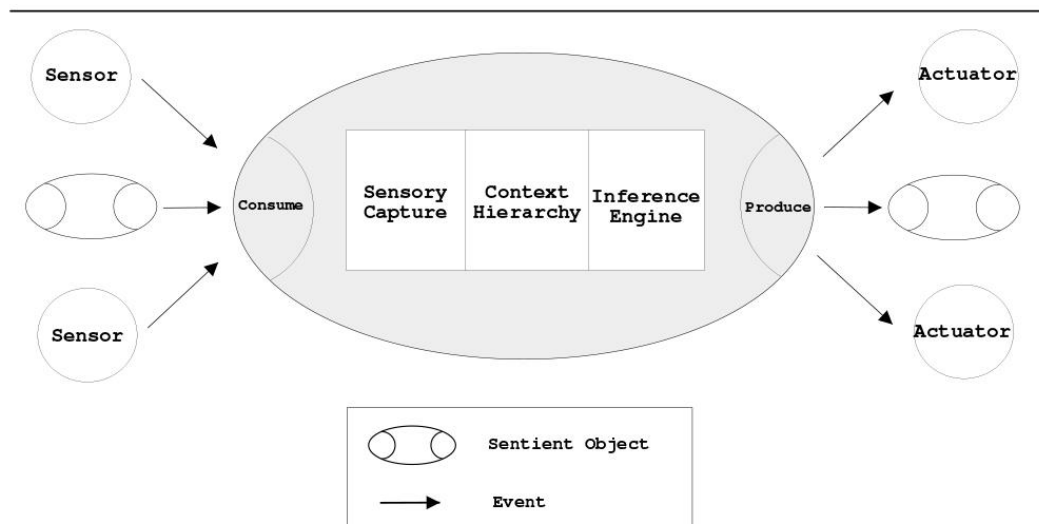 Sensor
Actuator
Sensory
Capture
Context
Hierarchy
Inference
Engine
Consume
Produce
Sensor
Actuator
Sentient Object
Event